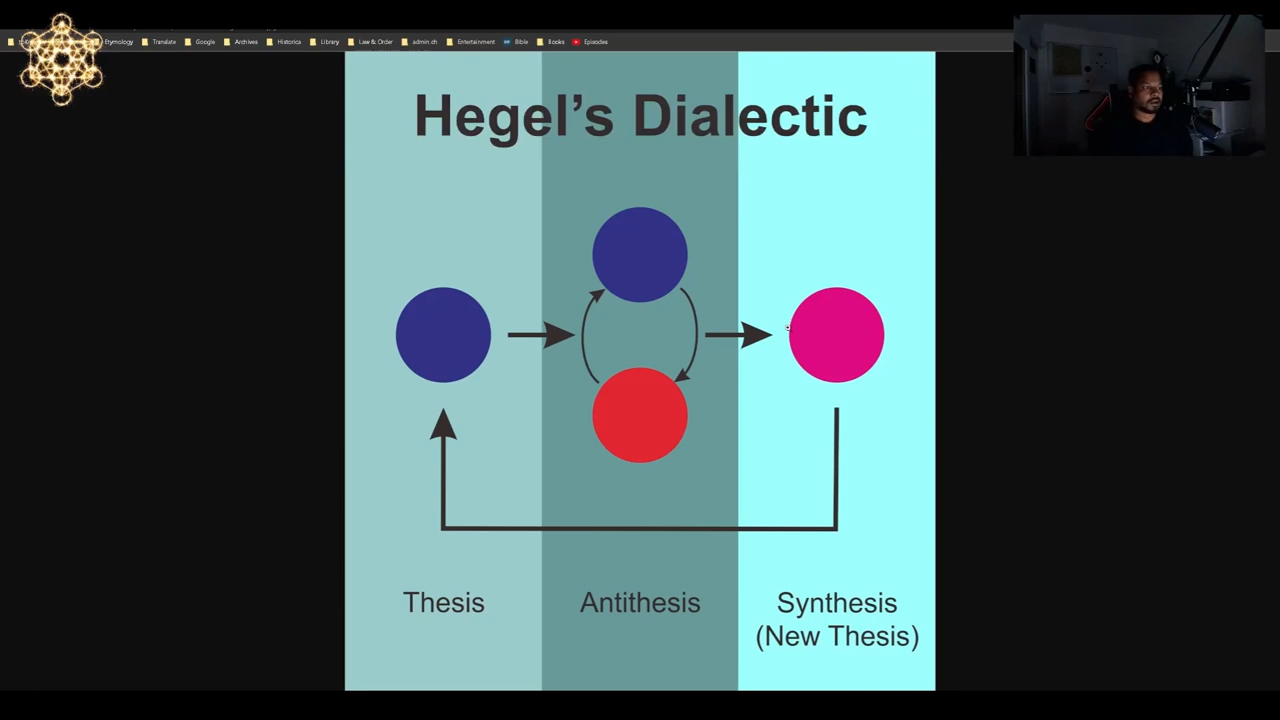 Etymology Translate Google Archives Historica Library Law & Order admin.ch Entertainment Bible Books Episodes
Hegel's Dialectic
Thesis
Antithesis
Synthesis
(New Thesis)